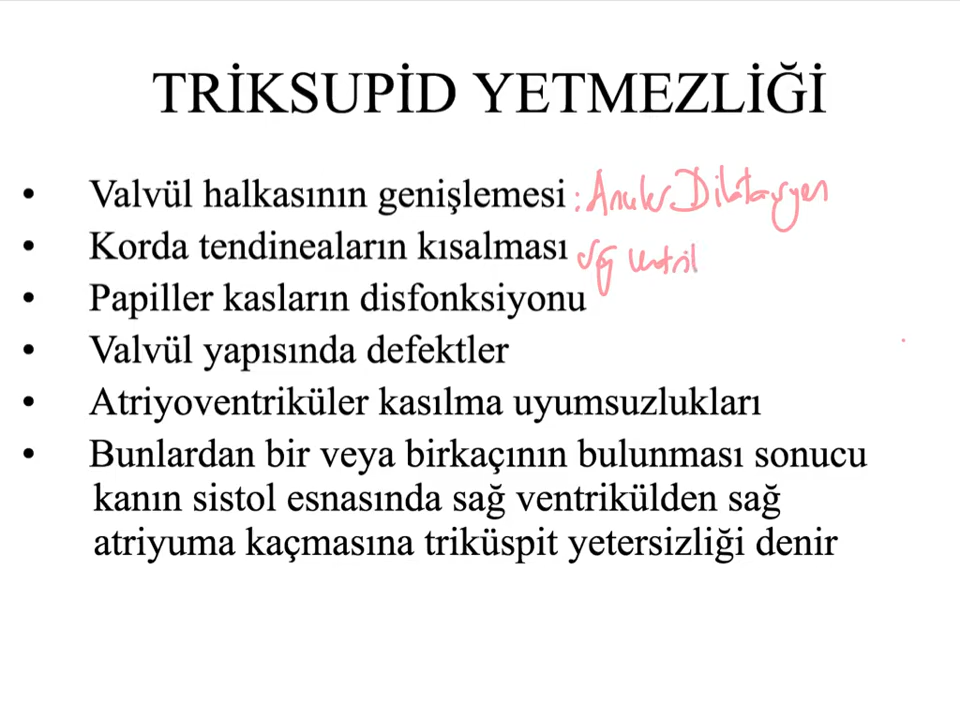 TRİKSUPİD YETMEZLİĞİ
• Valvül halkasının genişlemesi : Anuler Dilatasyon
• Korda tendineaların kısalması sağ ventril
• Papiller kasların disfonksiyonu
• Valvül yapısında defektler
• Atriyoventriküler kasılma uyumsuzlukları
• Bunlardan bir veya birkaçının bulunması sonucu
kanın sistol esnasında sağ ventrikülden sağ
atriyuma kaçmasına triküspit yetersizliği denir